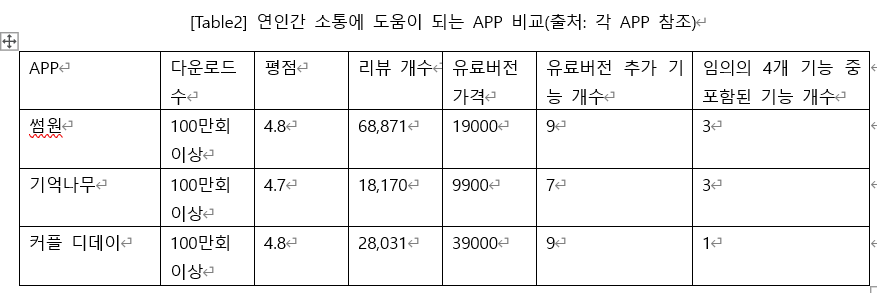 [Table2] 연인간 소통에 도움이 되는 APP 비교(출처: 각 APP 참조)
APP 다운로드 수 평점 리뷰 개수 유료버전 가격 유료버전 추가 기능 개수 임의의 4개 기능 중 포함된 기능 개수
썸원 100만회 이상 4.8 68,871 19000 9 3
기억나무 100만회 이상 4.7 18,170 9900 7 3
커플 디데이 100만회 이상 4.8 28,031 39000 9 1